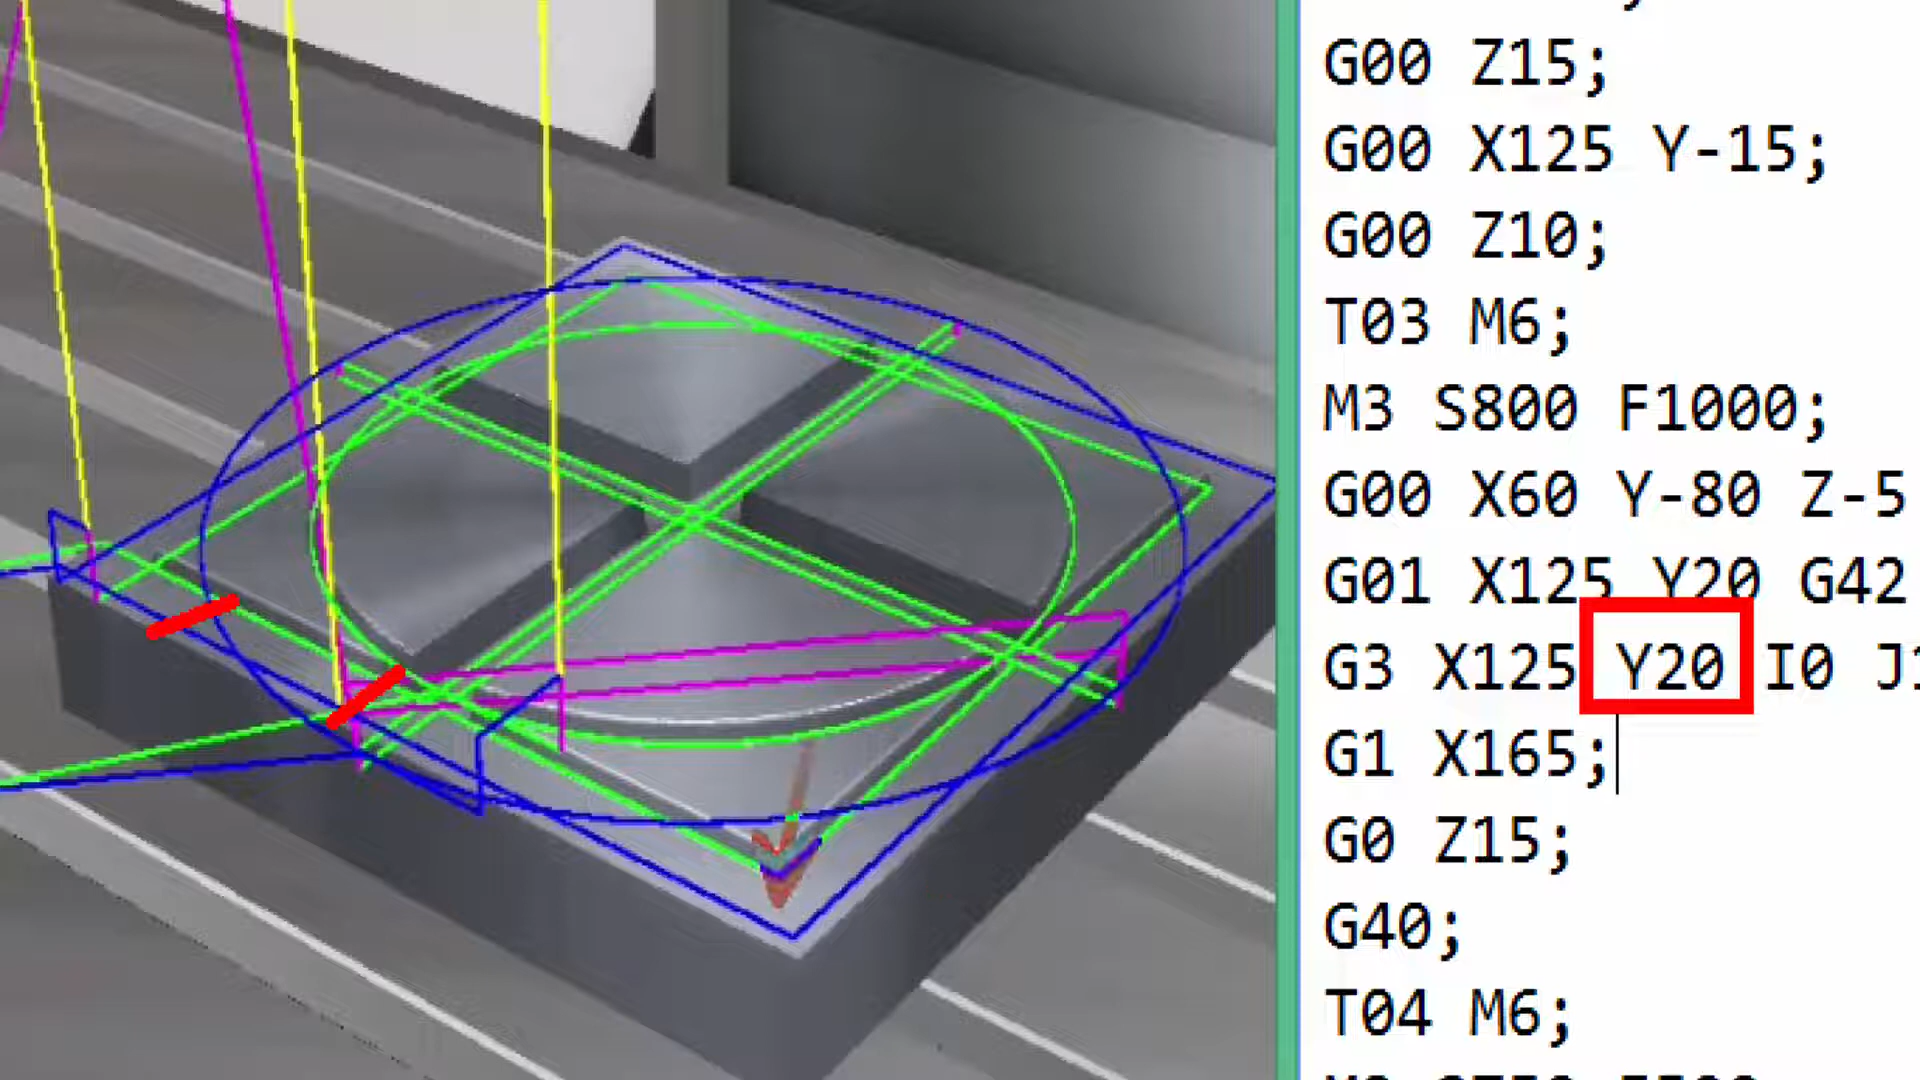 G00 Z15;
G00 X125 Y-15;
G00 Z10;
T03 M6;
M3 S800 F1000;
G00 X60 Y-80 Z-5
G01 X125 Y20 G42
G3 X125 Y20 I0
G1 X165;
G0 Z15;
G40;
T04 M6;